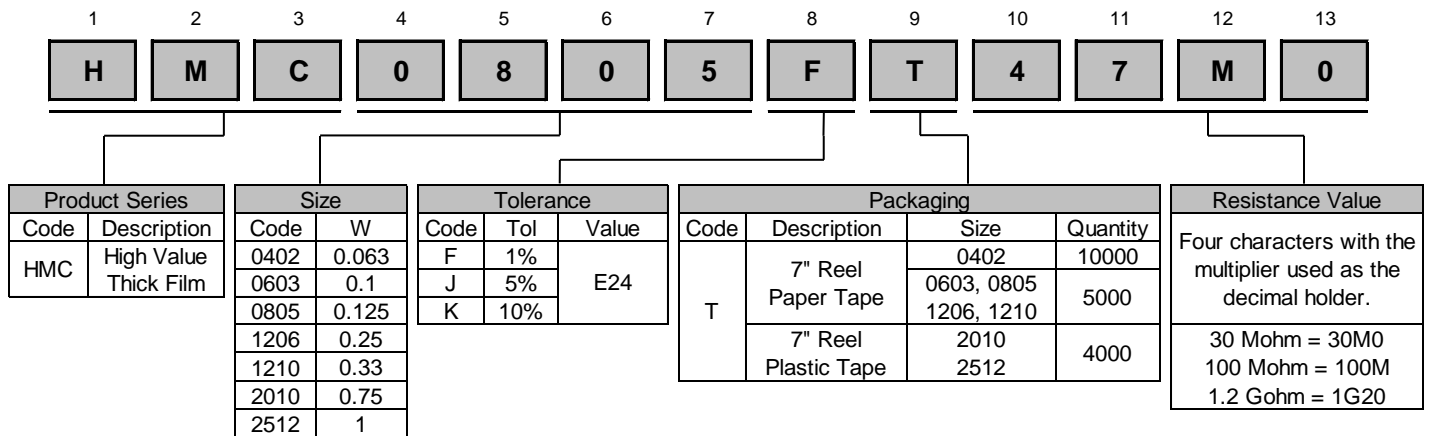 1 2 3 4 5 6 7 8 9 10 11 12 13
H M C 0 8 0 5 F T 4 7 M 0
Product Series
Code Description
HMC High Value
Thick Film
Size
Code W
0402 0.063
0603 0.1
0805 0.125
1206 0.25
1210 0.33
2010 0.75
2512 1
Tolerance
Code Tol Value
F 1%
J 5% E24
K 10%
Packaging
Code Description Size Quantity
T
7" Reel
Paper Tape
0402 10000
0603, 0805
1206, 1210
5000
7" Reel
Plastic Tape
2010
2512
4000
Resistance Value
Four characters with the
multiplier used as the
decimal holder.
30 Mohm = 30M0
100 Mohm = 100M
1.2 Gohm = 1G20